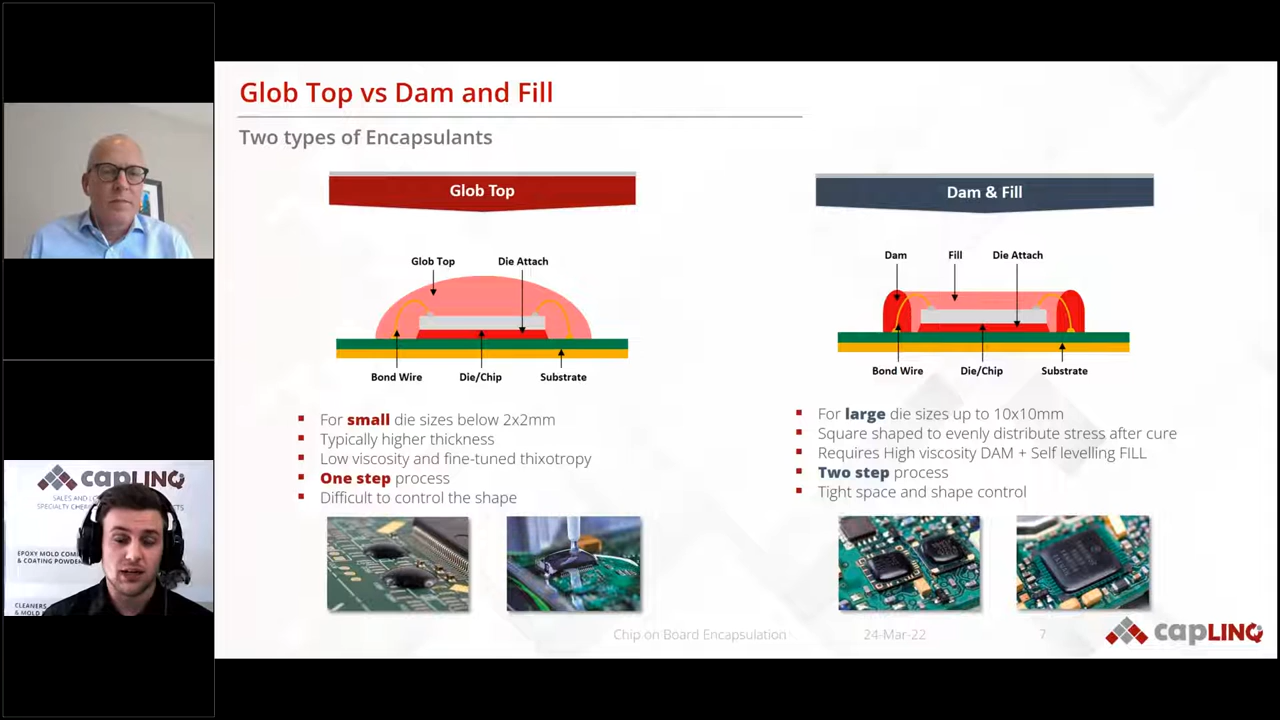 Glob Top vs Dam and Fill
Two types of Encapsulants
Glob Top
Glob Top
Die Attach
Bond Wire
Die/Chip
Substrate
For small die sizes below 2x2mm
Typically higher thickness
Low viscosity and fine-tuned thixotropy
One step process
Difficult to control the shape
Dam & Fill
Dam
Fill
Die Attach
Bond Wire
Die/Chip
Substrate
For large die sizes up to 10x10mm
Square shaped to evenly distribute stress after cure
Requires High viscosity DAM + Self levelling FILL
Two step process
Tight space and shape control
Chip on Board Encapsulation
24-Mar-22
7
capLINQ
capLINQ
SALES AND
SPECIALTY CHEM
EPOXY MOLD COM
& COATING POWDE
CLEANERS
& MOLD